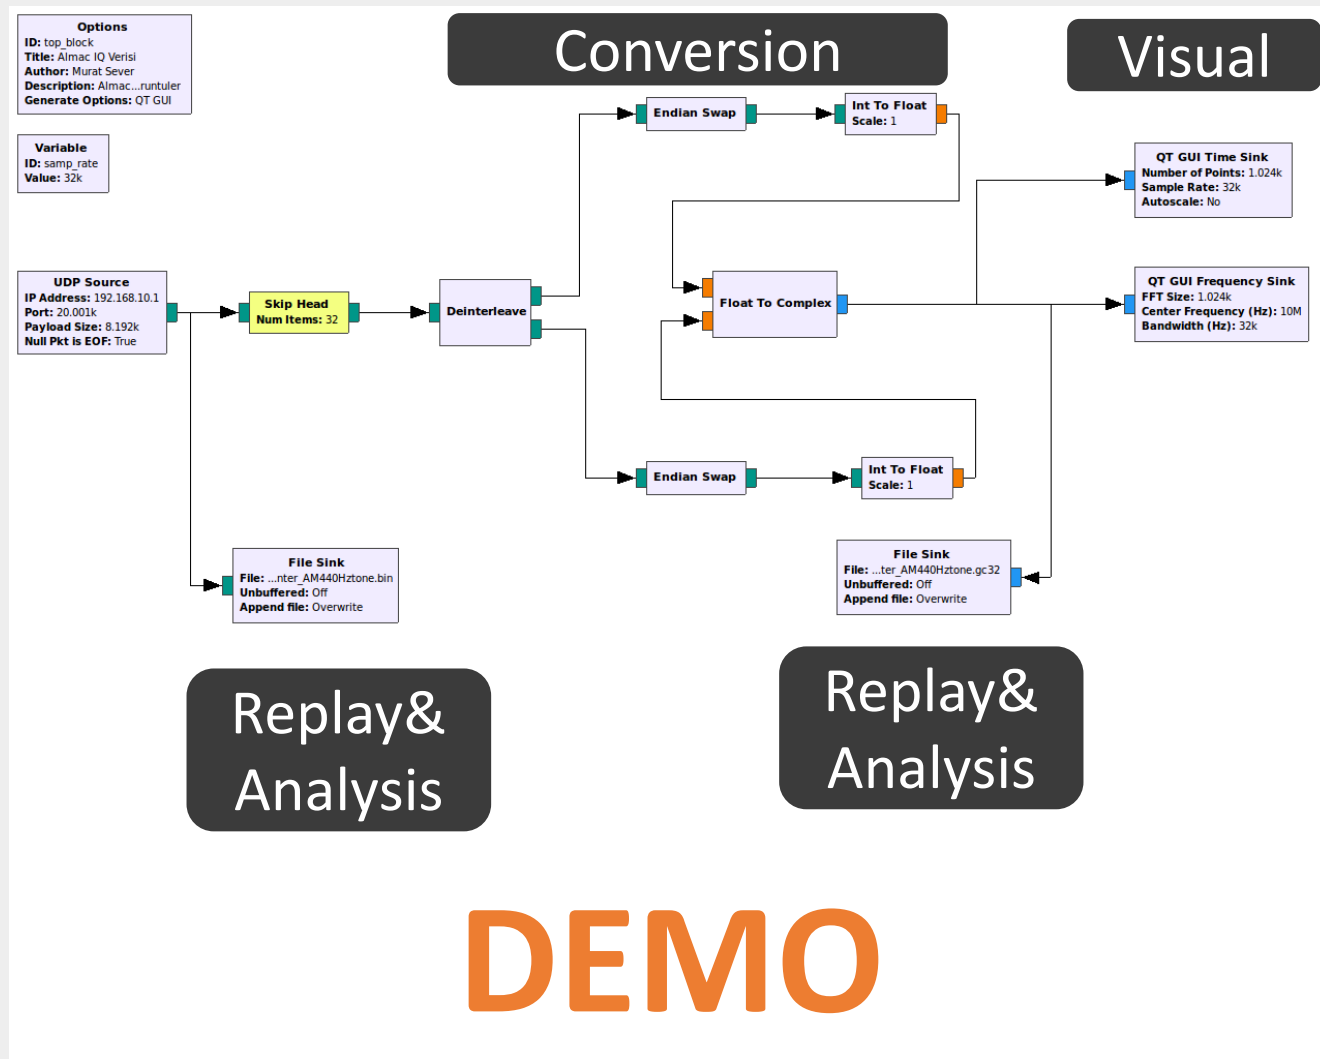 Options
ID: top_block
Title: Almac IQ Verisi
Author: Murat Sever
Description: Almac...runtuler
Generate Options: QT GUI
Variable
ID: samp_rate
Value: 32k
Conversion
Visual
Endian Swap
Int To Float
Scale: 1
QT GUI Time Sink
Number of Points: 1.024k
Sample Rate: 32k
Autoscale: No
UDP Source
IP Address: 192.168.10.1
Port: 20.001k
Payload Size: 8.192k
Null Pkt is EOF: True
Skip Head
Num Items: 32
Deinterleave
Float To Complex
QT GUI Frequency Sink
FFT Size: 1.024k
Center Frequency (Hz): 10M
Bandwidth (Hz): 32k
Endian Swap
Int To Float
Scale: 1
File Sink
File: ...nter_AM440Hztone.bin
Unbuffered: Off
Append file: Overwrite
File Sink
File: ...ter_AM440Hztone.gc32
Unbuffered: Off
Append file: Overwrite
Replay&
Analysis
Replay&
Analysis
DEMO